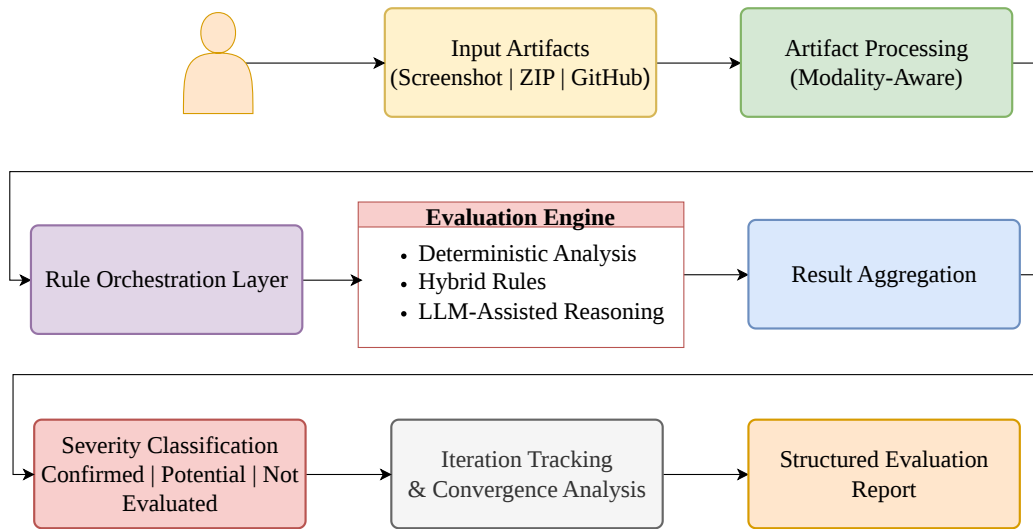 Input Artifacts
(Screenshot | ZIP | GitHub)
Artifact Processing
(Modality-Aware)
Rule Orchestration Layer
Evaluation Engine
• Deterministic Analysis
• Hybrid Rules
• LLM-Assisted Reasoning
Result Aggregation
Severity Classification
Confirmed | Potential | Not
Evaluated
Iteration Tracking
& Convergence Analysis
Structured Evaluation
Report